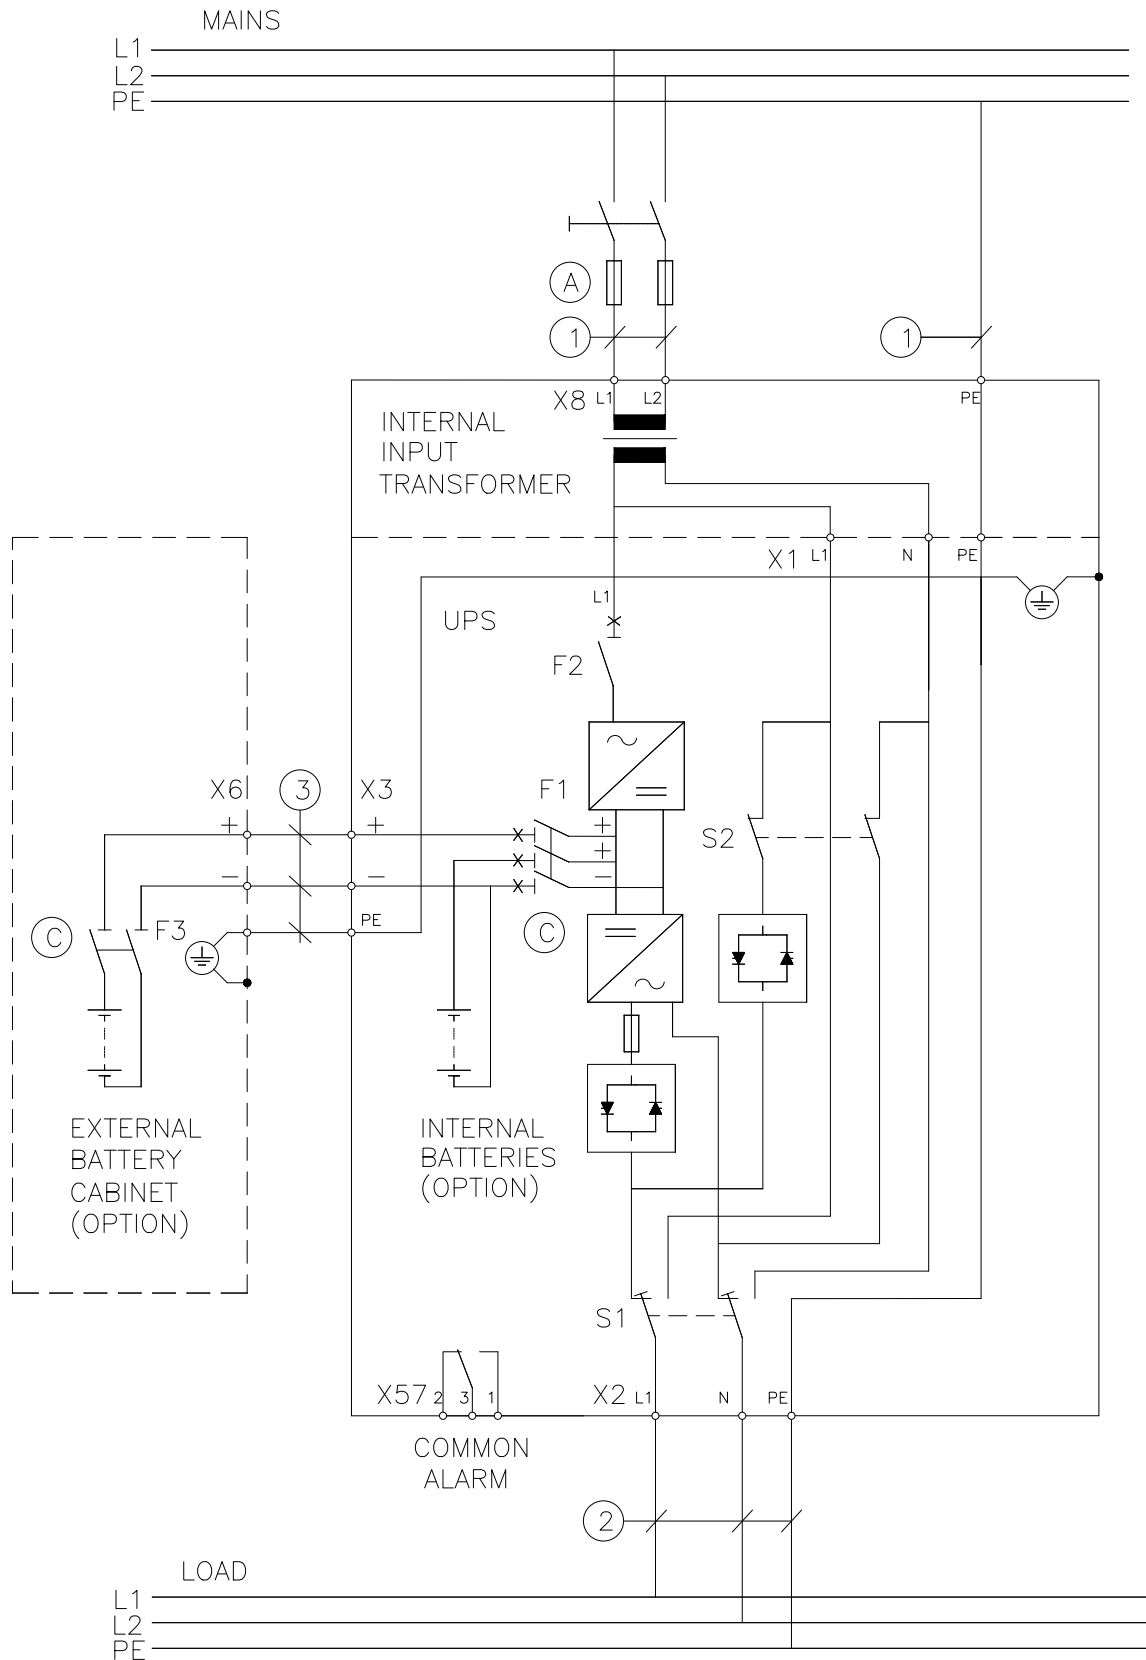 MAINS
L1
L2
PE
A
1
1
X8 L1 L2 PE
INTERNAL
INPUT
TRANSFORMER
X1 L1 N PE
L1
UPS
F2
X6 3 X3 F1
+ + +
S2
+
− − −
C F3 PE C
EXTERNAL
BATTERY
CABINET
(OPTION)
INTERNAL
BATTERIES
(OPTION)
S1
X57 2 3 1 X2 L1 N PE
COMMON
ALARM
2
LOAD
L1
L2
PE